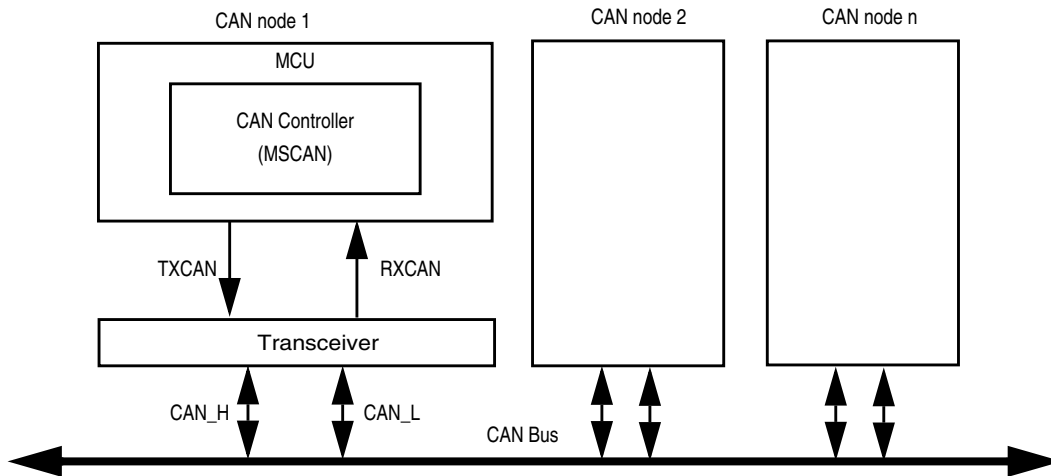 CAN node 1
CAN node 2
CAN node n
MCU
CAN Controller
(MSCAN)
TXCAN
RXCAN
Transceiver
CAN_H
CAN_L
CAN Bus